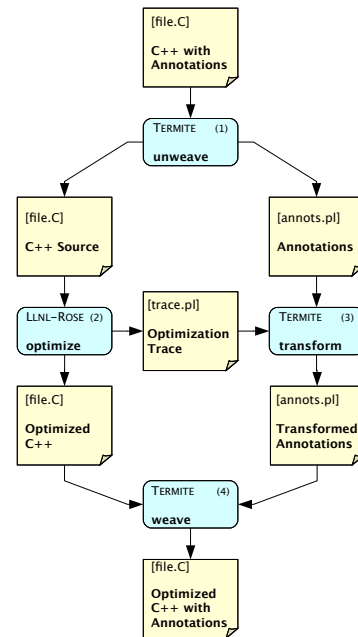 [file.C]
C++ with
Annotations
TERMITE (1)
unweave
[file.C]
C++ Source
[annots.pl]
Annotations
LLNL-ROSE (2)
optimize
[trace.pl]
Optimization
Trace
TERMITE (3)
transform
[file.C]
Optimized
C++
[annots.pl]
Transformed
Annotations
TERMITE (4)
weave
[file.C]
Optimized
C++ with
Annotations